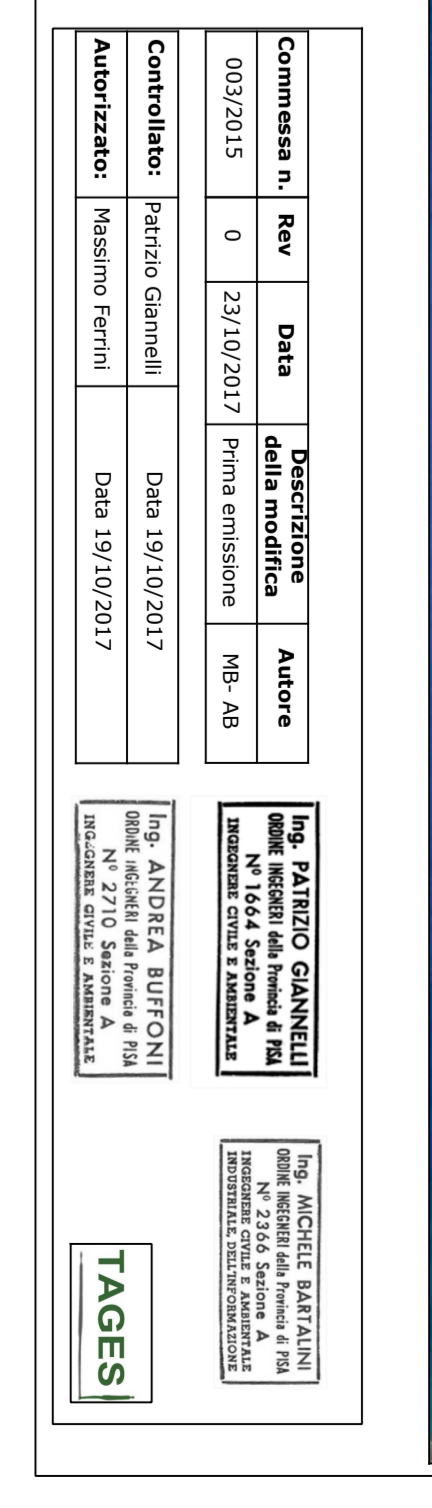 Commessa n. Rev Data Descrizione della modifica Autore
003/2015 0 23/10/2017 Prima emissione MB- AB
Controllato: Patrizio Giannelli Data 19/10/2017
Autorizzato: Massimo Ferrini Data 19/10/2017
Ing. PATRIZIO GIANNELLI
ORDINE INGEGNERI della Provincia di PISA
N° 1664 Sezione A
INGEGNERE CIVILE E AMBIENTALE
Ing. ANDREA BUFFONI
ORDINE INGEGNERI della Provincia di PISA
N° 2710 Sezione A
INGEGNERE CIVILE E AMBIENTALE
Ing. MICHELE BARTALINI
ORDINE INGEGNERI della Provincia di PISA
N° 2366 Sezione A
INGEGNERE CIVILE E AMBIENTALE
INDUSTRIALE, DELL'INFORMAZIONE
TAGES